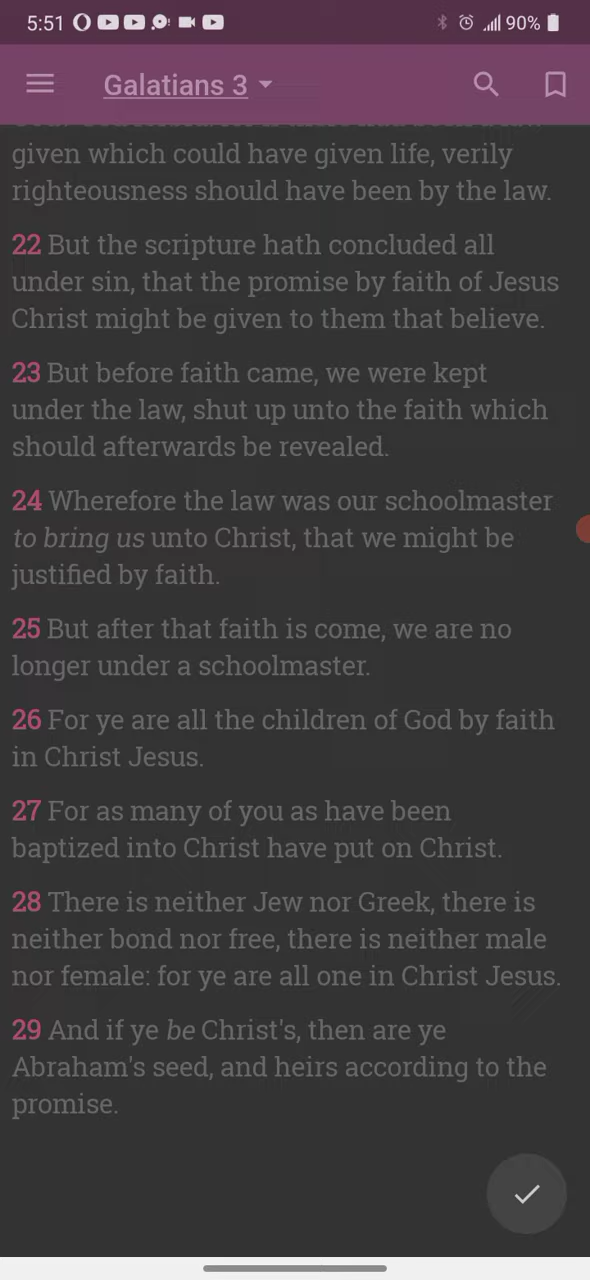 5:51
90%
Galatians 3
given which could have given life, verily
righteousness should have been by the law.
22 But the scripture hath concluded all
under sin, that the promise by faith of Jesus
Christ might be given to them that believe.
23 But before faith came, we were kept
under the law, shut up unto the faith which
should afterwards be revealed.
24 Wherefore the law was our schoolmaster
to bring us unto Christ, that we might be
justified by faith.
25 But after that faith is come, we are no
longer under a schoolmaster.
26 For ye are all the children of God by faith
in Christ Jesus.
27 For as many of you as have been
baptized into Christ have put on Christ.
28 There is neither Jew nor Greek, there is
neither bond nor free, there is neither male
nor female: for ye are all one in Christ Jesus.
29 And if ye be Christ's, then are ye
Abraham's seed, and heirs according to the
promise.